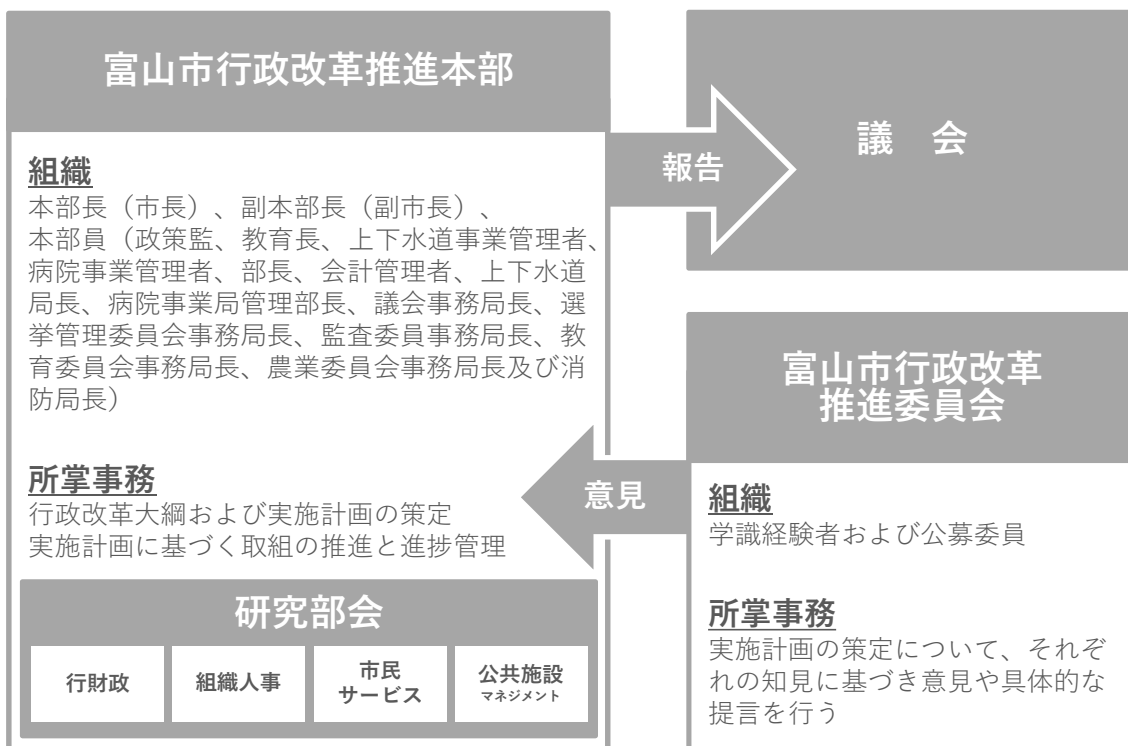 富山市行政改革推進本部
組織
本部長（市長）、副本部長（副市長）、
本部員（政策監、教育長、上下水道事業管理者、
病院事業管理者、部長、会計管理者、上下水道
局長、病院事業局管理部長、議会事務局長、選
挙管理委員会事務局長、監査委員事務局長、教
育委員会事務局長、農業委員会事務局長及び消
防局長）
所掌事務
行政改革大綱および実施計画の策定
実施計画に基づく取組の推進と進捗管理
研究部会
行財政
組織人事
市民
サービス
公共施設
マネジメント
報告
議　会
意見
富山市行政改革
推進委員会
組織
学識経験者および公募委員
所掌事務
実施計画の策定について、それぞ
れの知見に基づき意見や具体的な
提言を行う